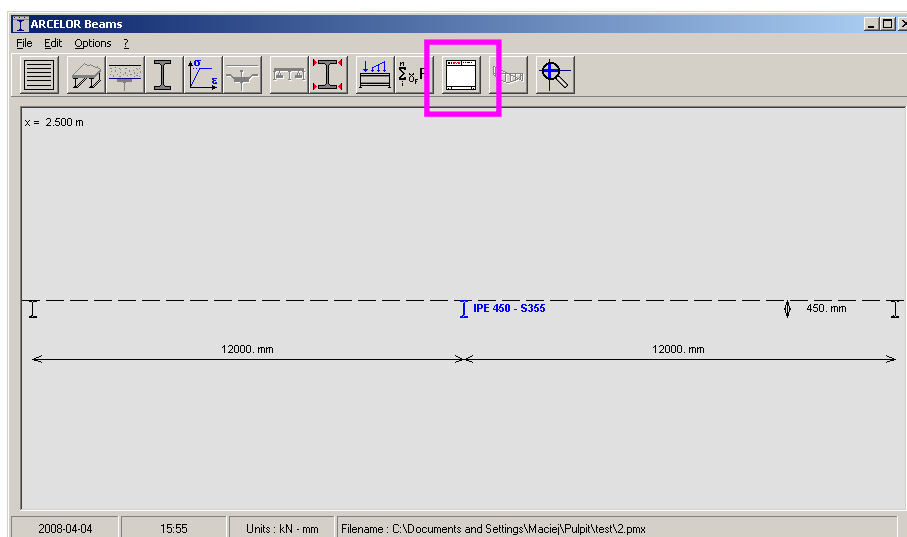 ARCELOR Beams
File Edit Options ?
σ
ε
n
Σ γF F
i
x = 2.500 m
IPE 450 - S355
450. mm
12000. mm
12000. mm
2008-04-04
15:55
Units : kN - mm
Filename : C:\Documents and Settings\Maciej\Pulpit\test\2.pmx